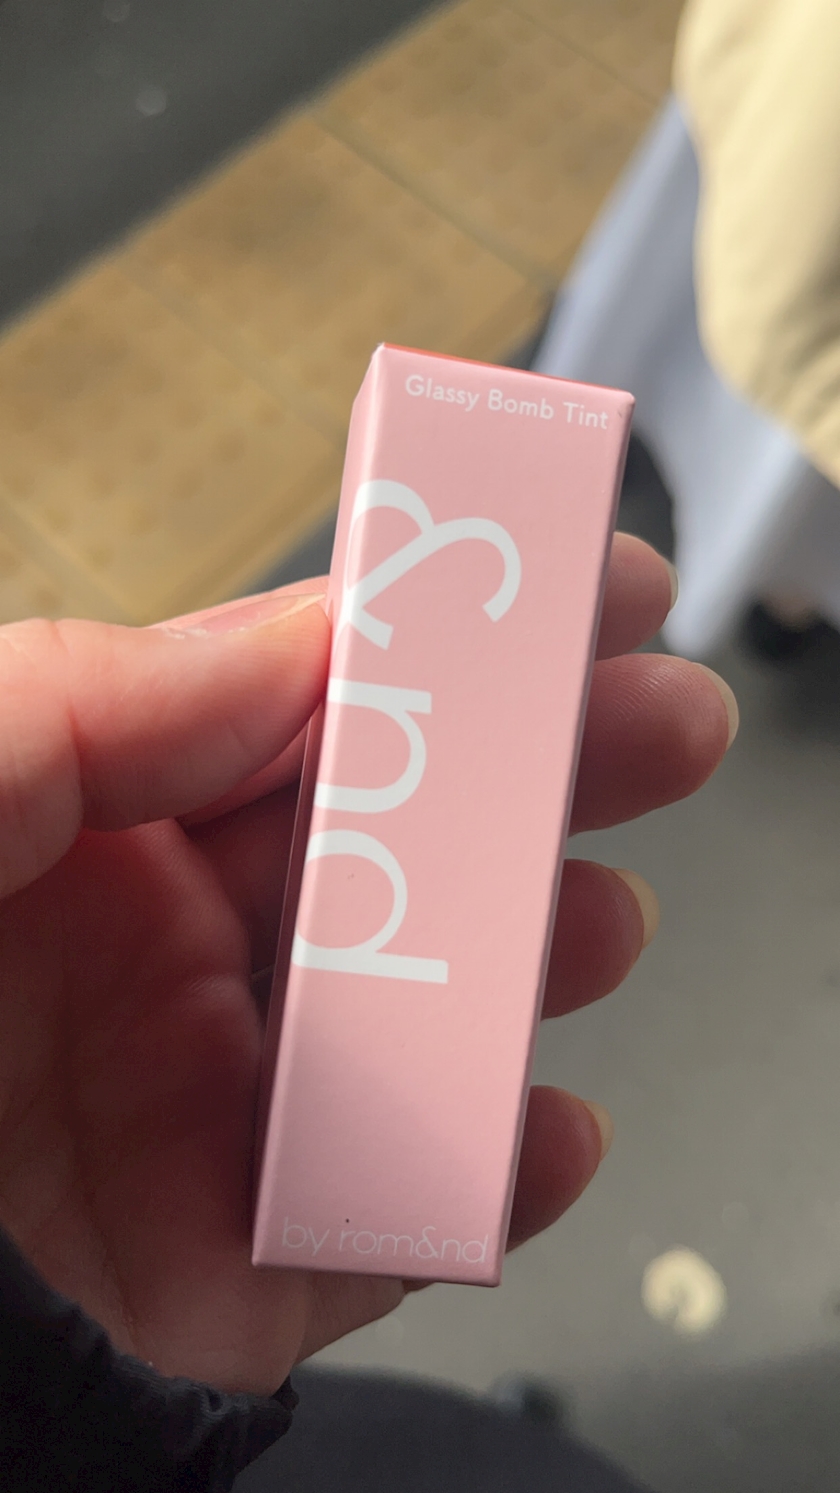 Glassy Bomb Tint
&nd
by rom&nd